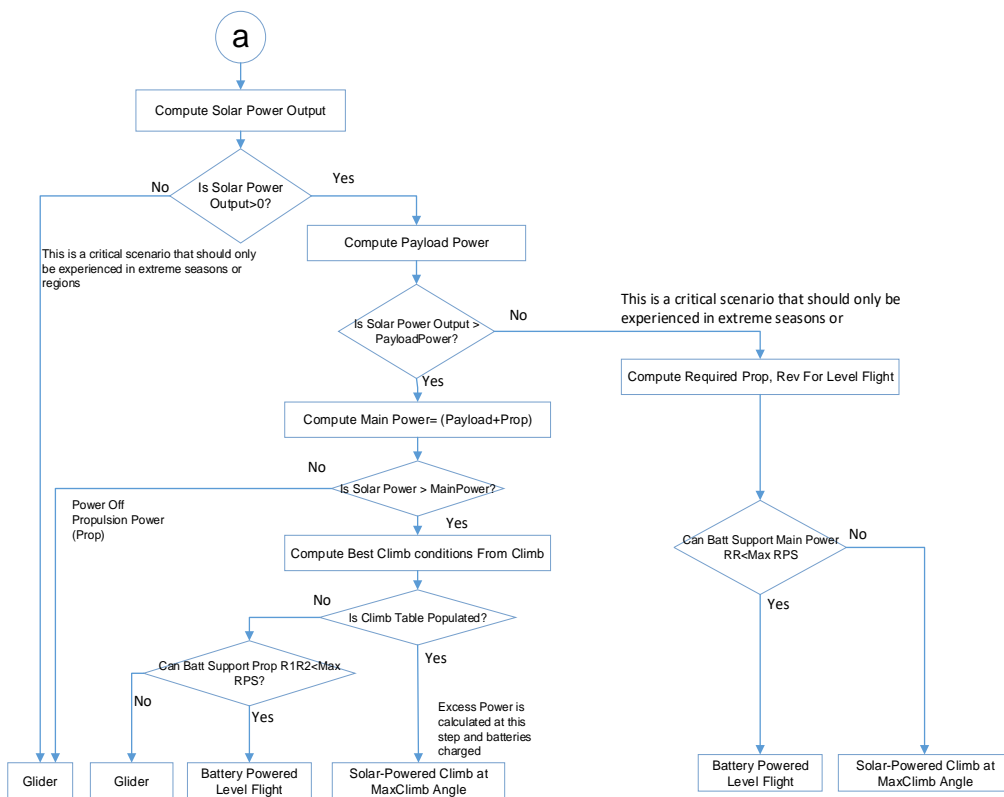 a
Compute Solar Power Output
No
Is Solar Power
Output>0?
Yes
This is a critical scenario that should only
be experienced in extreme seasons or
regions
Compute Payload Power
Is Solar Power Output >
PayloadPower?
No
This is a critical scenario that should only be
experienced in extreme seasons or
Yes
Compute Required Prop, Rev For Level Flight
Compute Main Power= (Payload+Prop)
No
Is Solar Power > MainPower?
Power Off
Propulsion Power
(Prop)
Yes
Can Batt Support Main Power
RR<Max RPS
No
Yes
Compute Best Climb conditions From Climb
No
Is Climb Table Populated?
Yes
Can Batt Support Prop R1R2<Max
RPS?
No
Yes
Excess Power is
calculated at this
step and batteries
charged
Glider
Glider
Battery Powered
Level Flight
Solar-Powered Climb at
MaxClimb Angle
Battery Powered
Level Flight
Solar-Powered Climb at
MaxClimb Angle